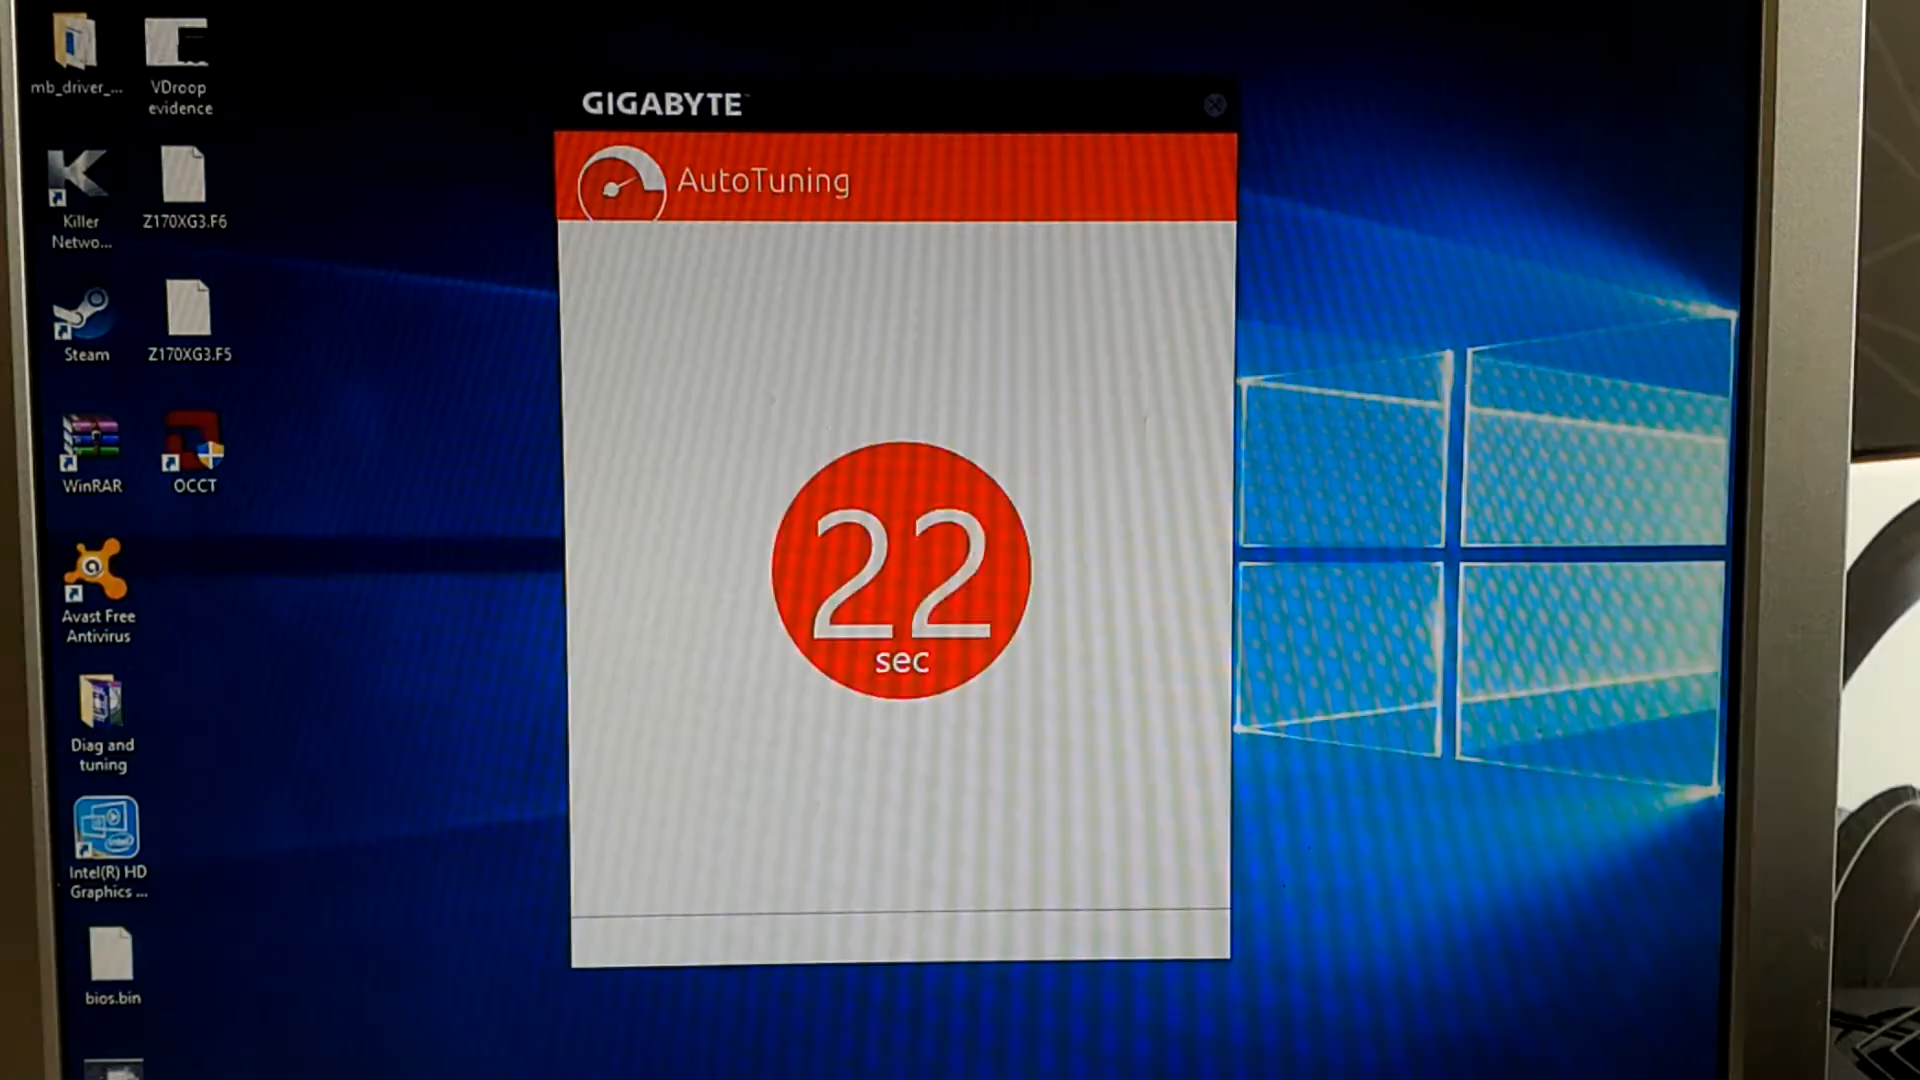 mb_driver_...
VDroop
evidence
Killer
Netwo...
Z170XG3.F6
Steam
Z170XG3.F5
WinRAR
OCCT
Avast Free
Antivirus
Diag and
tuning
Intel(R) HD
Graphics ...
bios.bin
GIGABYTE™
AutoTuning
22
sec